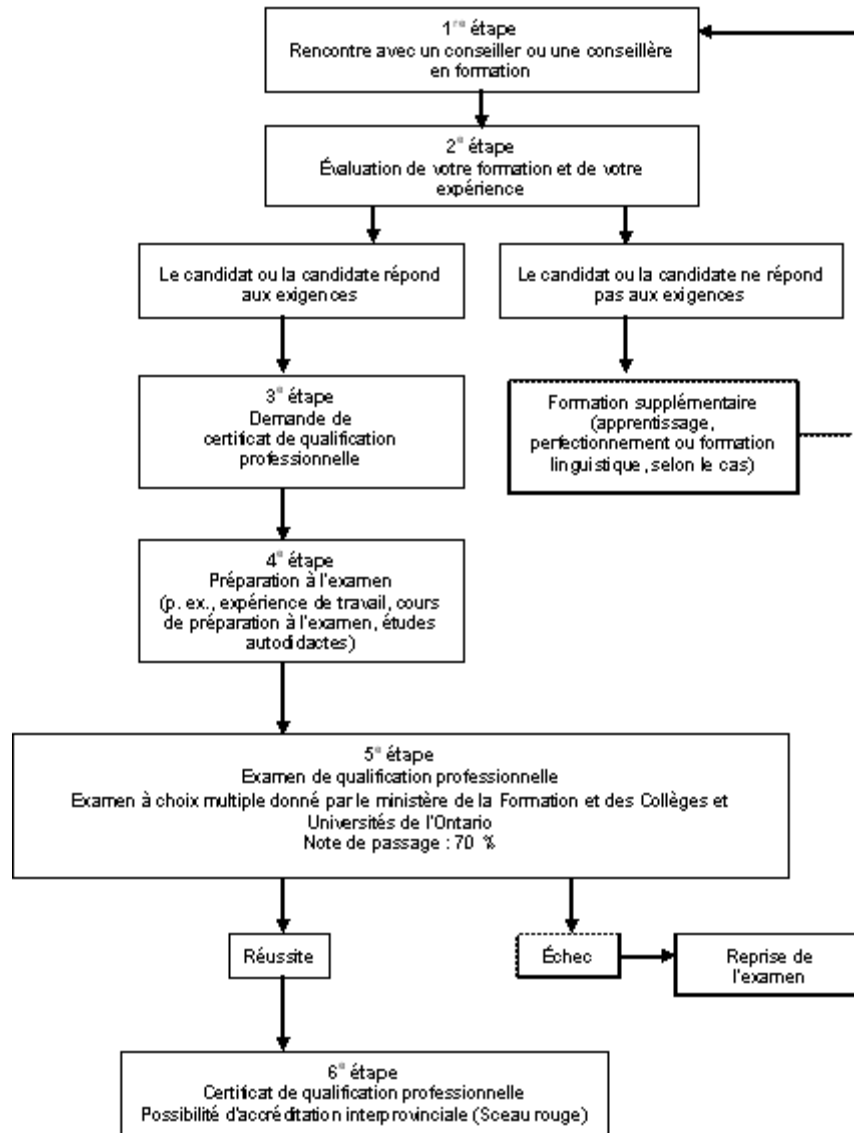 1re étape
Rencontre avec un conseiller ou une conseillère
en formation
2e étape
Évaluation de votre formation et de votre
expérience
Le candidat ou la candidate répond
aux exigences
Le candidat ou la candidate ne répond
pas aux exigences
3e étape
Demande de
certificat de qualification
professionnelle
Formation supplémentaire
(apprentissage,
perfectionnement ou formation
linguistique, selon le cas)
4e étape
Préparation à l'examen
(p. ex., expérience de travail, cours
de préparation à l'examen, études
autodidactes)
5e étape
Examen de qualification professionnelle
Examen à choix multiple donné par le ministère de la Formation et des Collèges et
Universités de l'Ontario
Note de passage : 70 %
Réussite
Échec
Reprise de
l'examen
6e étape
Certificat de qualification professionnelle
Possibilité d'accréditation interprovinciale (Sceau rouge)